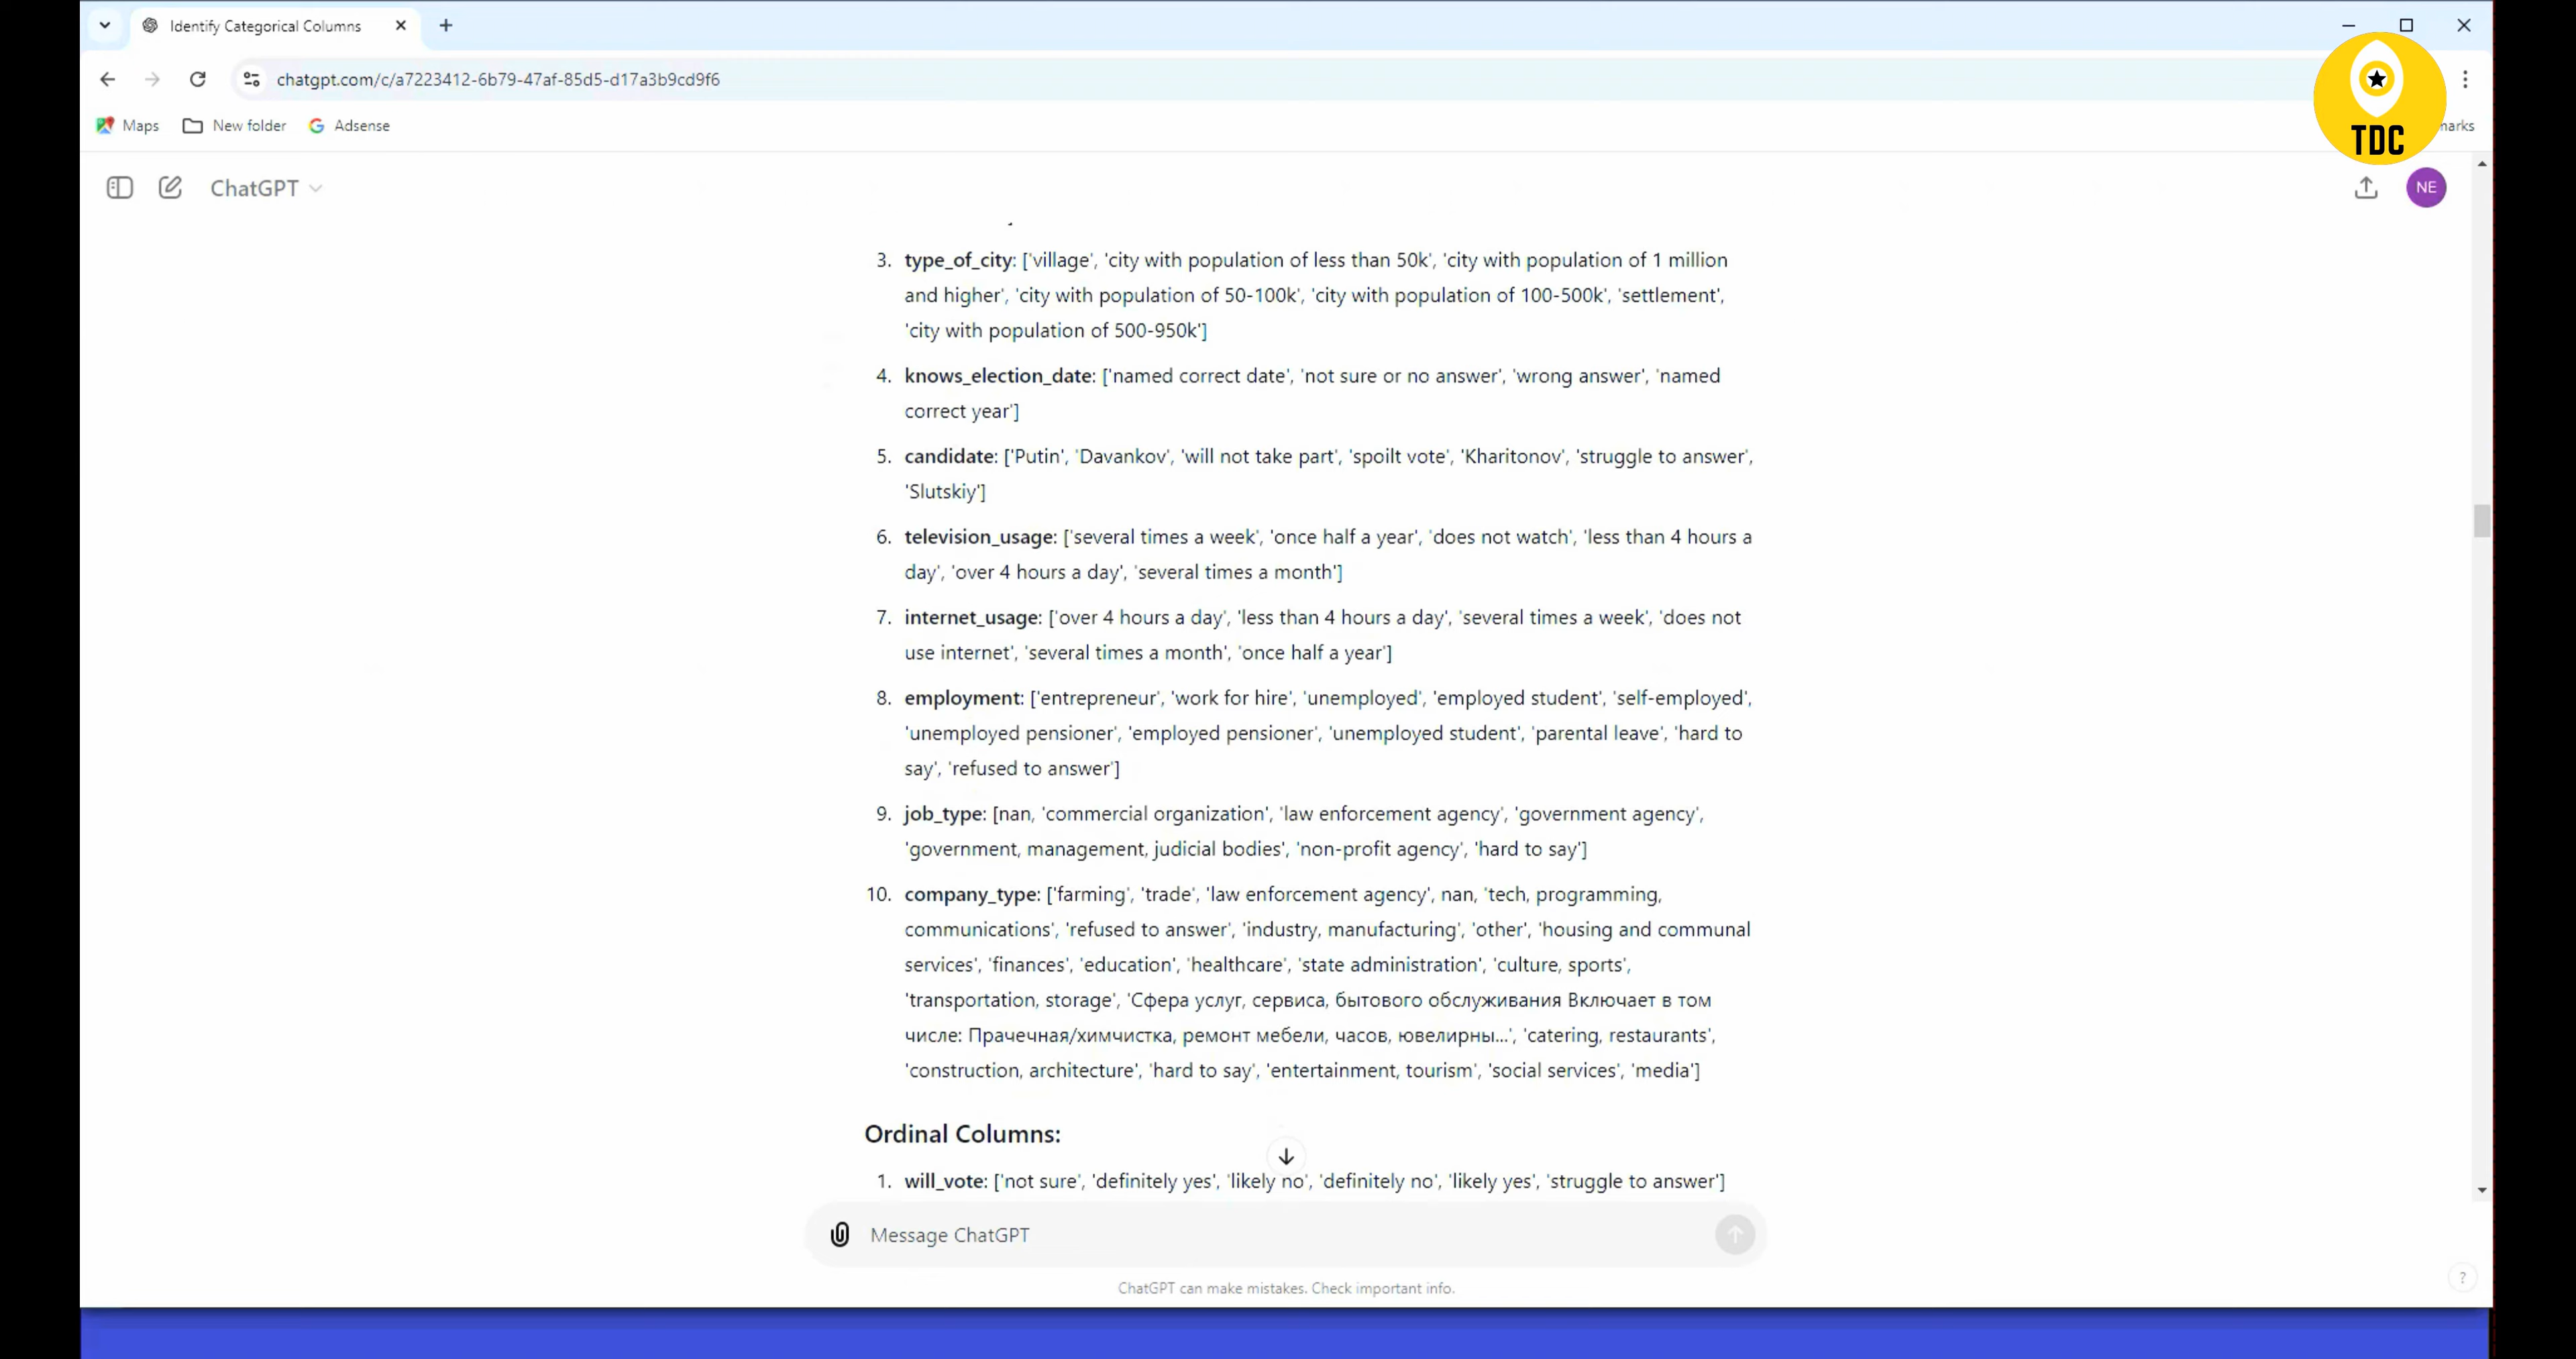 Identify Categorical Columns
chatgpt.com/c/a7223412-6b79-47af-85d5-d17a3b9cd9f6
Maps
New folder
Adsense
marks
TDC
ChatGPT
NE
3. type_of_city: ['village', 'city with population of less than 50k', 'city with population of 1 million
and higher', 'city with population of 50-100k', 'city with population of 100-500k', 'settlement',
'city with population of 500-950k']
4. knows_election_date: ['named correct date', 'not sure or no answer', 'wrong answer', 'named
correct year']
5. candidate: ['Putin', 'Davankov', 'will not take part', 'spoilt vote', 'Kharitonov', 'struggle to answer',
'Slutskiy']
6. television_usage: ['several times a week', 'once half a year', 'does not watch', 'less than 4 hours a
day', 'over 4 hours a day', 'several times a month']
7. internet_usage: ['over 4 hours a day', 'less than 4 hours a day', 'several times a week', 'does not
use internet', 'several times a month', 'once half a year']
8. employment: ['entrepreneur', 'work for hire', 'unemployed', 'employed student', 'self-employed',
'unemployed pensioner', 'employed pensioner', 'unemployed student', 'parental leave', 'hard to
say', 'refused to answer']
9. job_type: [nan, 'commercial organization', 'law enforcement agency', 'government agency',
'government, management, judicial bodies', 'non-profit agency', 'hard to say']
10. company_type: ['farming', 'trade', 'law enforcement agency', nan, 'tech, programming,
communications', 'refused to answer', 'industry, manufacturing', 'other', 'housing and communal
services', 'finances', 'education', 'healthcare', 'state administration', 'culture, sports',
'transportation, storage', 'Сфера услуг, сервиса, бытового обслуживания Включает в том
числе: Прачечная/химчистка, ремонт мебели, часов, ювелирны...', 'catering, restaurants',
'construction, architecture', 'hard to say', 'entertainment, tourism', 'social services', 'media']
Ordinal Columns:
1. will_vote: ['not sure', 'definitely yes', 'likely no', 'definitely no', 'likely yes', 'struggle to answer']
Message ChatGPT
ChatGPT can make mistakes. Check important info.
?